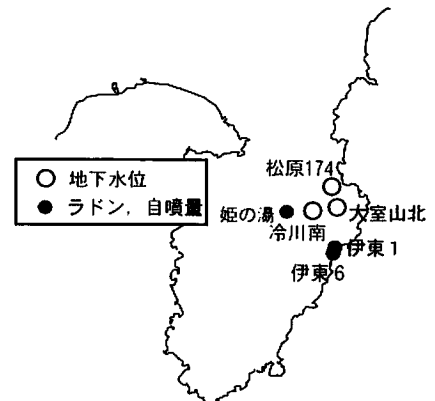 松原174
○ 地下水位
● ラドン，自噴量
姫の湯
大室山北
冷川南
伊東1
伊東6